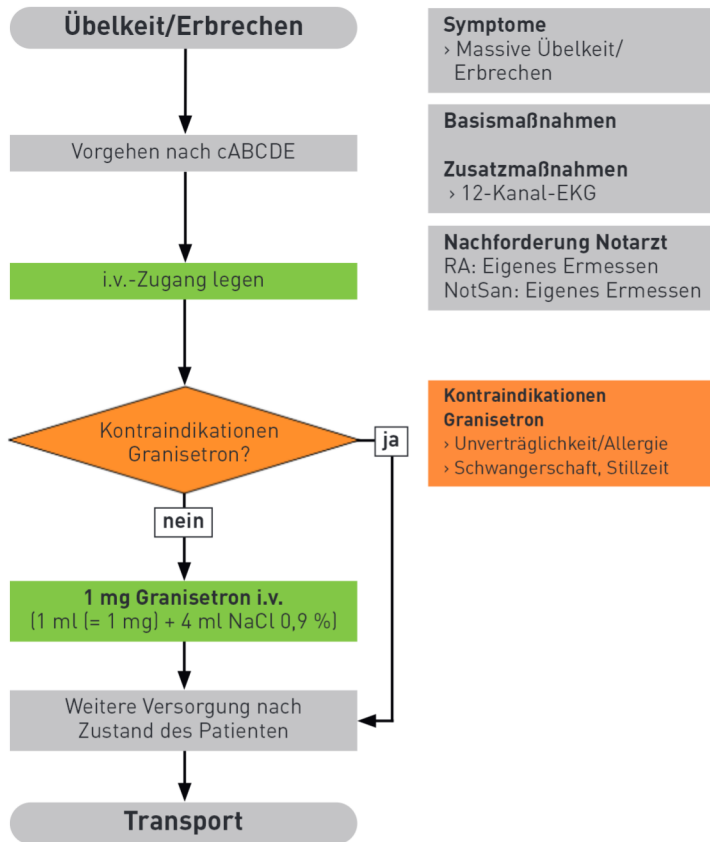 Übelkeit/Erbrechen
Vorgehen nach cABCDE
i.v.-Zugang legen
Kontraindikationen
Granisetron?
ja
nein
1 mg Granisetron i.v.
(1 ml (= 1 mg) + 4 ml NaCl 0,9 %)
Weitere Versorgung nach
Zustand des Patienten
Transport
Symptome
› Massive Übelkeit/
Erbrechen
Basismaßnahmen
Zusatzmaßnahmen
› 12-Kanal-EKG
Nachforderung Notarzt
RA: Eigenes Ermessen
NotSan: Eigenes Ermessen
Kontraindikationen
Granisetron
› Unverträglichkeit/Allergie
› Schwangerschaft, Stillzeit